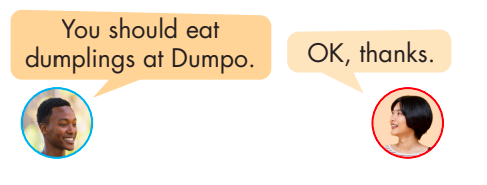 You should eat
dumplings at Dumpo.
OK, thanks.